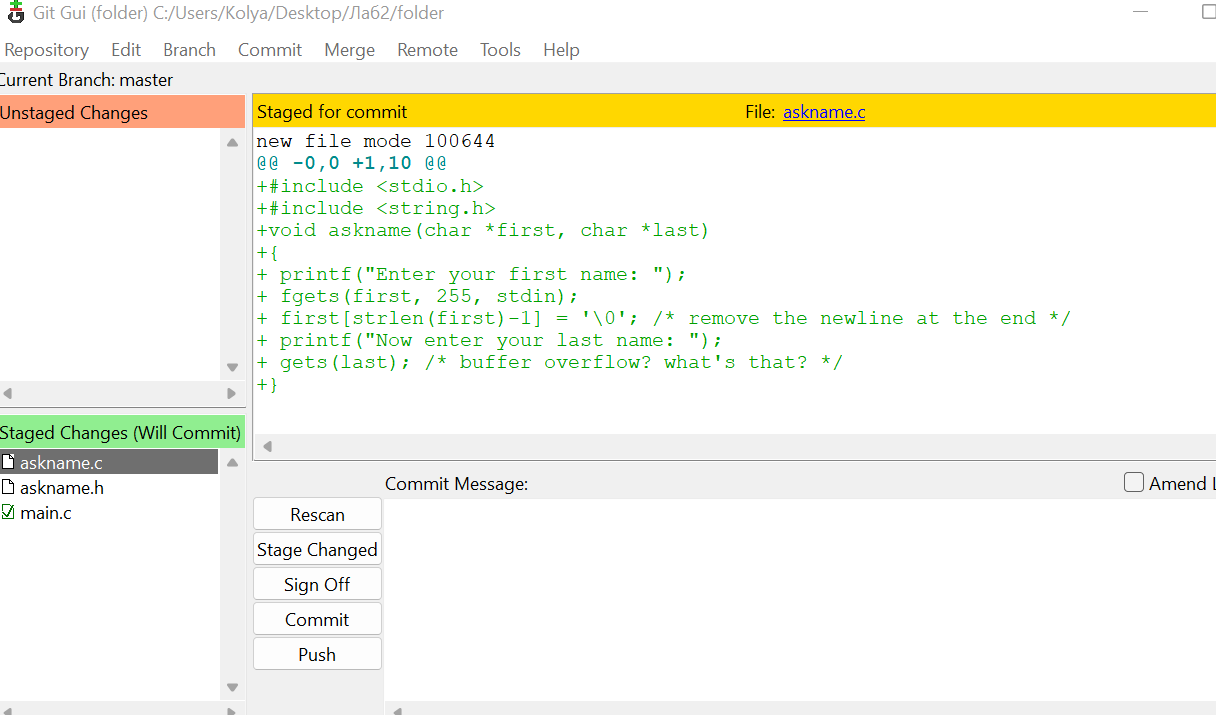 Git Gui (folder) C:/Users/Kolya/Desktop/Ла62/folder
Repository Edit Branch Commit Merge Remote Tools Help
Current Branch: master
Unstaged Changes
Staged for commit File: askname.c
new file mode 100644
@@ -0,0 +1,10 @@
+#include <stdio.h>
+#include <string.h>
+void askname(char *first, char *last)
+{
+ printf("Enter your first name: ");
+ fgets(first, 255, stdin);
+ first[strlen(first)-1] = '\0'; /* remove the newline at the end */
+ printf("Now enter your last name: ");
+ gets(last); /* buffer overflow? what's that? */
+}
Staged Changes (Will Commit)
askname.c
askname.h
main.c
Commit Message:
Amend L
Rescan
Stage Changed
Sign Off
Commit
Push